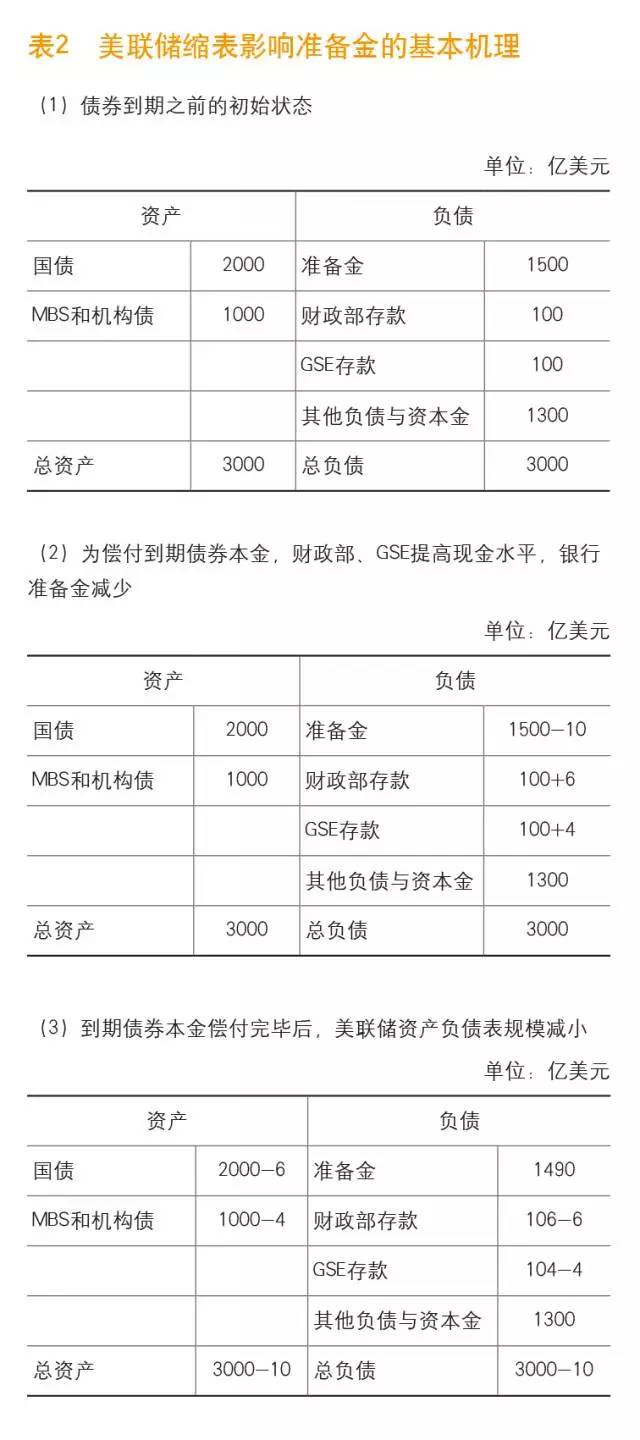 表2 美联储缩表影响准备金的基本机理
（1）债券到期之前的初始状态
单位：亿美元
资产 负债
国债 2000 准备金 1500
MBS和机构债 1000 财政部存款 100
GSE存款 100
其他负债与资本金 1300
总资产 3000 总负债 3000
（2）为偿付到期债券本金，财政部、GSE提高现金水平，银行
准备金减少
单位：亿美元
资产 负债
国债 2000 准备金 1500—10
MBS和机构债 1000 财政部存款 100+6
GSE存款 100+4
其他负债与资本金 1300
总资产 3000 总负债 3000
（3）到期债券本金偿付完毕后，美联储资产负债表规模减小
单位：亿美元
资产 负债
国债 2000—6 准备金 1490
MBS和机构债 1000—4 财政部存款 106—6
GSE存款 104—4
其他负债与资本金 1300
总资产 3000—10 总负债 3000—10